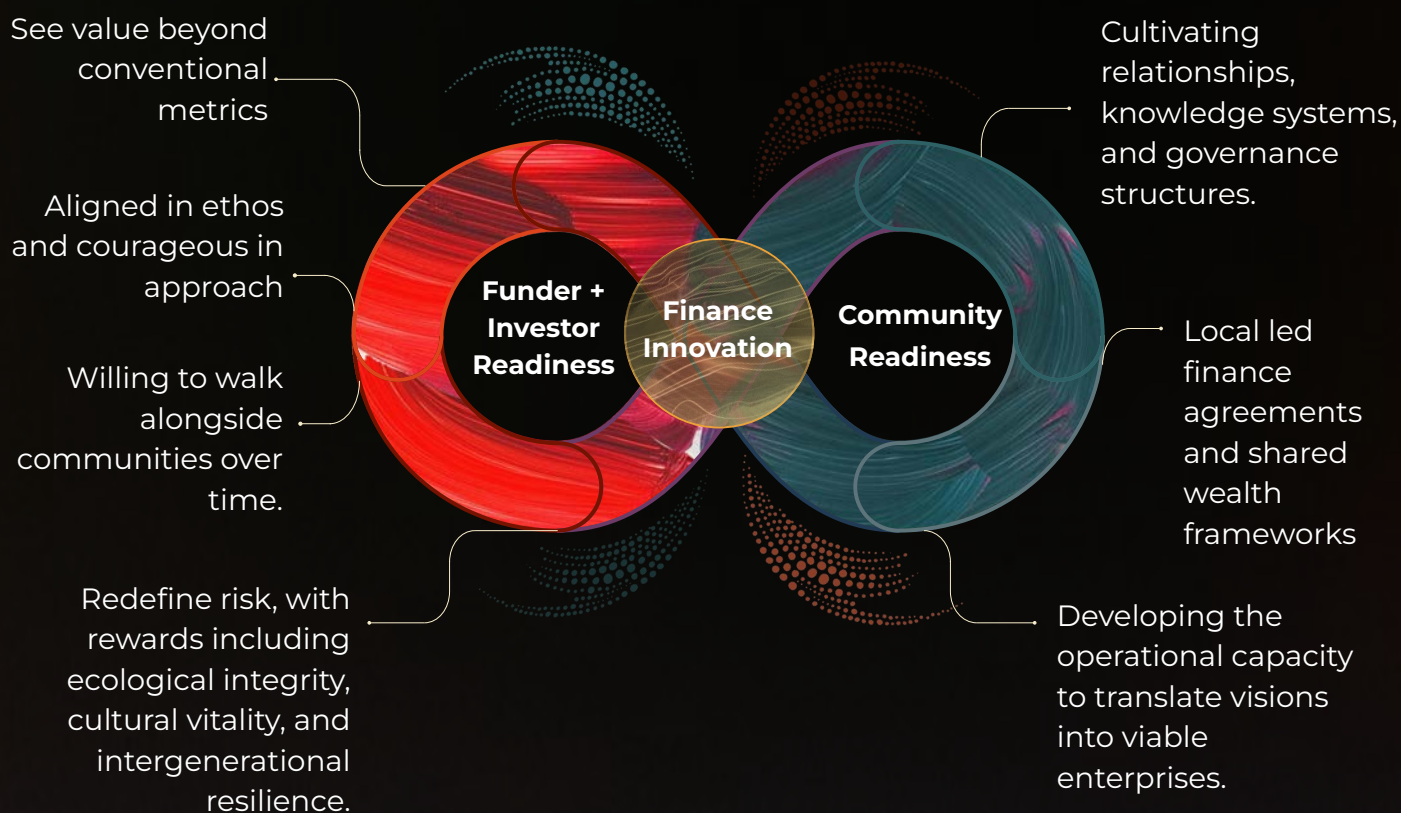 See value beyond
conventional
metrics
Aligned in ethos
and courageous in
approach
Willing to walk
alongside
communities over
time.
Redefine risk, with
rewards including
ecological integrity,
cultural vitality, and
intergenerational
resilience.
Funder +
Investor
Readiness
Finance
Innovation
Community
Readiness
Cultivating
relationships,
knowledge systems,
and governance
structures.
Local led
finance
agreements
and shared
wealth
frameworks
Developing the
operational capacity
to translate visions
into viable
enterprises.